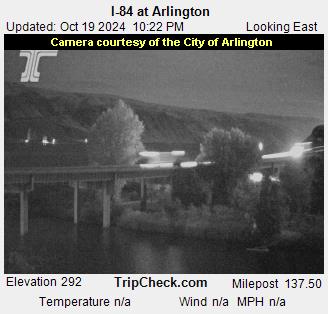 I-84 at Arlington
Updated: Oct 19 2024 10:22 PM Looking East
Camera courtesy of the City of Arlington
Elevation 292 TripCheck.com Milepost 137.50
Temperature n/a Wind n/a MPH n/a